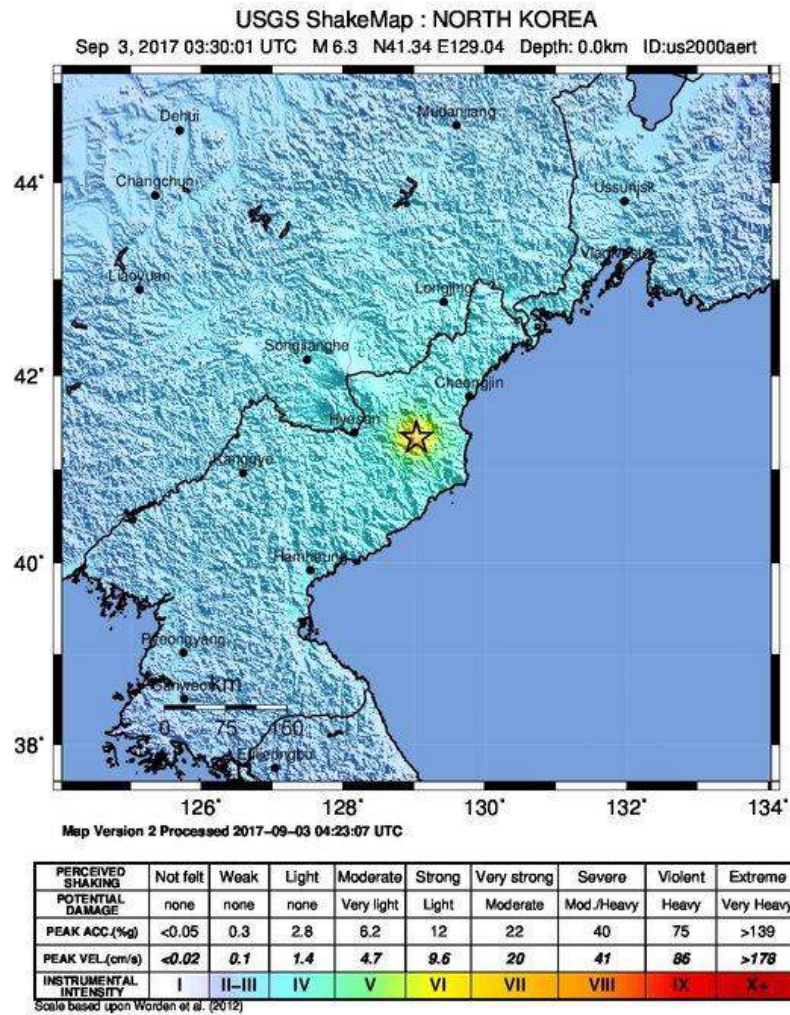 USGS ShakeMap : NORTH KOREA
Sep 3, 2017 03:30:01 UTC M 6.3 N41.34 E129.04 Depth: 0.0km ID:us2000aert
Dehui
Mudanjiang
44°
Changchun
Ussurijsk
Vladivostok
Liaoyuan
Longjing
Songjianghe
42°
Cheongjin
Hyesan
Kanggye
40°
Hamheung
Pyeongyang
km
0 75 150
38°
126° 128° 130° 132° 134°
Map Version 2 Processed 2017-09-03 04:23:07 UTC
PERCEIVED SHAKING Not felt Weak Light Moderate Strong Very strong Severe Violent Extreme
POTENTIAL DAMAGE none none none Very light Light Moderate Mod./Heavy Heavy Very Heavy
PEAK ACC.(%g) <0.05 0.3 2.8 6.2 12 22 40 75 >139
PEAK VEL.(cm/s) <0.02 0.1 1.4 4.7 9.6 20 41 86 >178
INSTRUMENTAL INTENSITY I II-III IV V VI VII VIII IX X+
Scale based upon Worden et al. (2012)